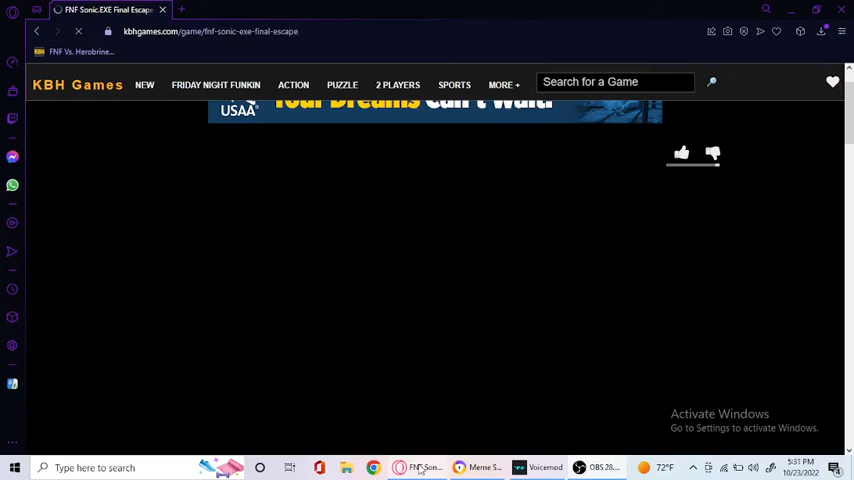 FNF Sonic.EXE Final Escape
kbhgames.com/game/fnf-sonic-exe-final-escape
FNF Vs. Herobrine...
KBH Games NEW FRIDAY NIGHT FUNKIN ACTION PUZZLE 2 PLAYERS SPORTS MORE + Search for a Game
USAA® Your Dreams Can't Wait!
Activate Windows
Go to Settings to activate Windows.
Type here to search FNF Son... Meme S... Voicemod OBS 28.... 72°F 5:31 PM
10/23/2022 4